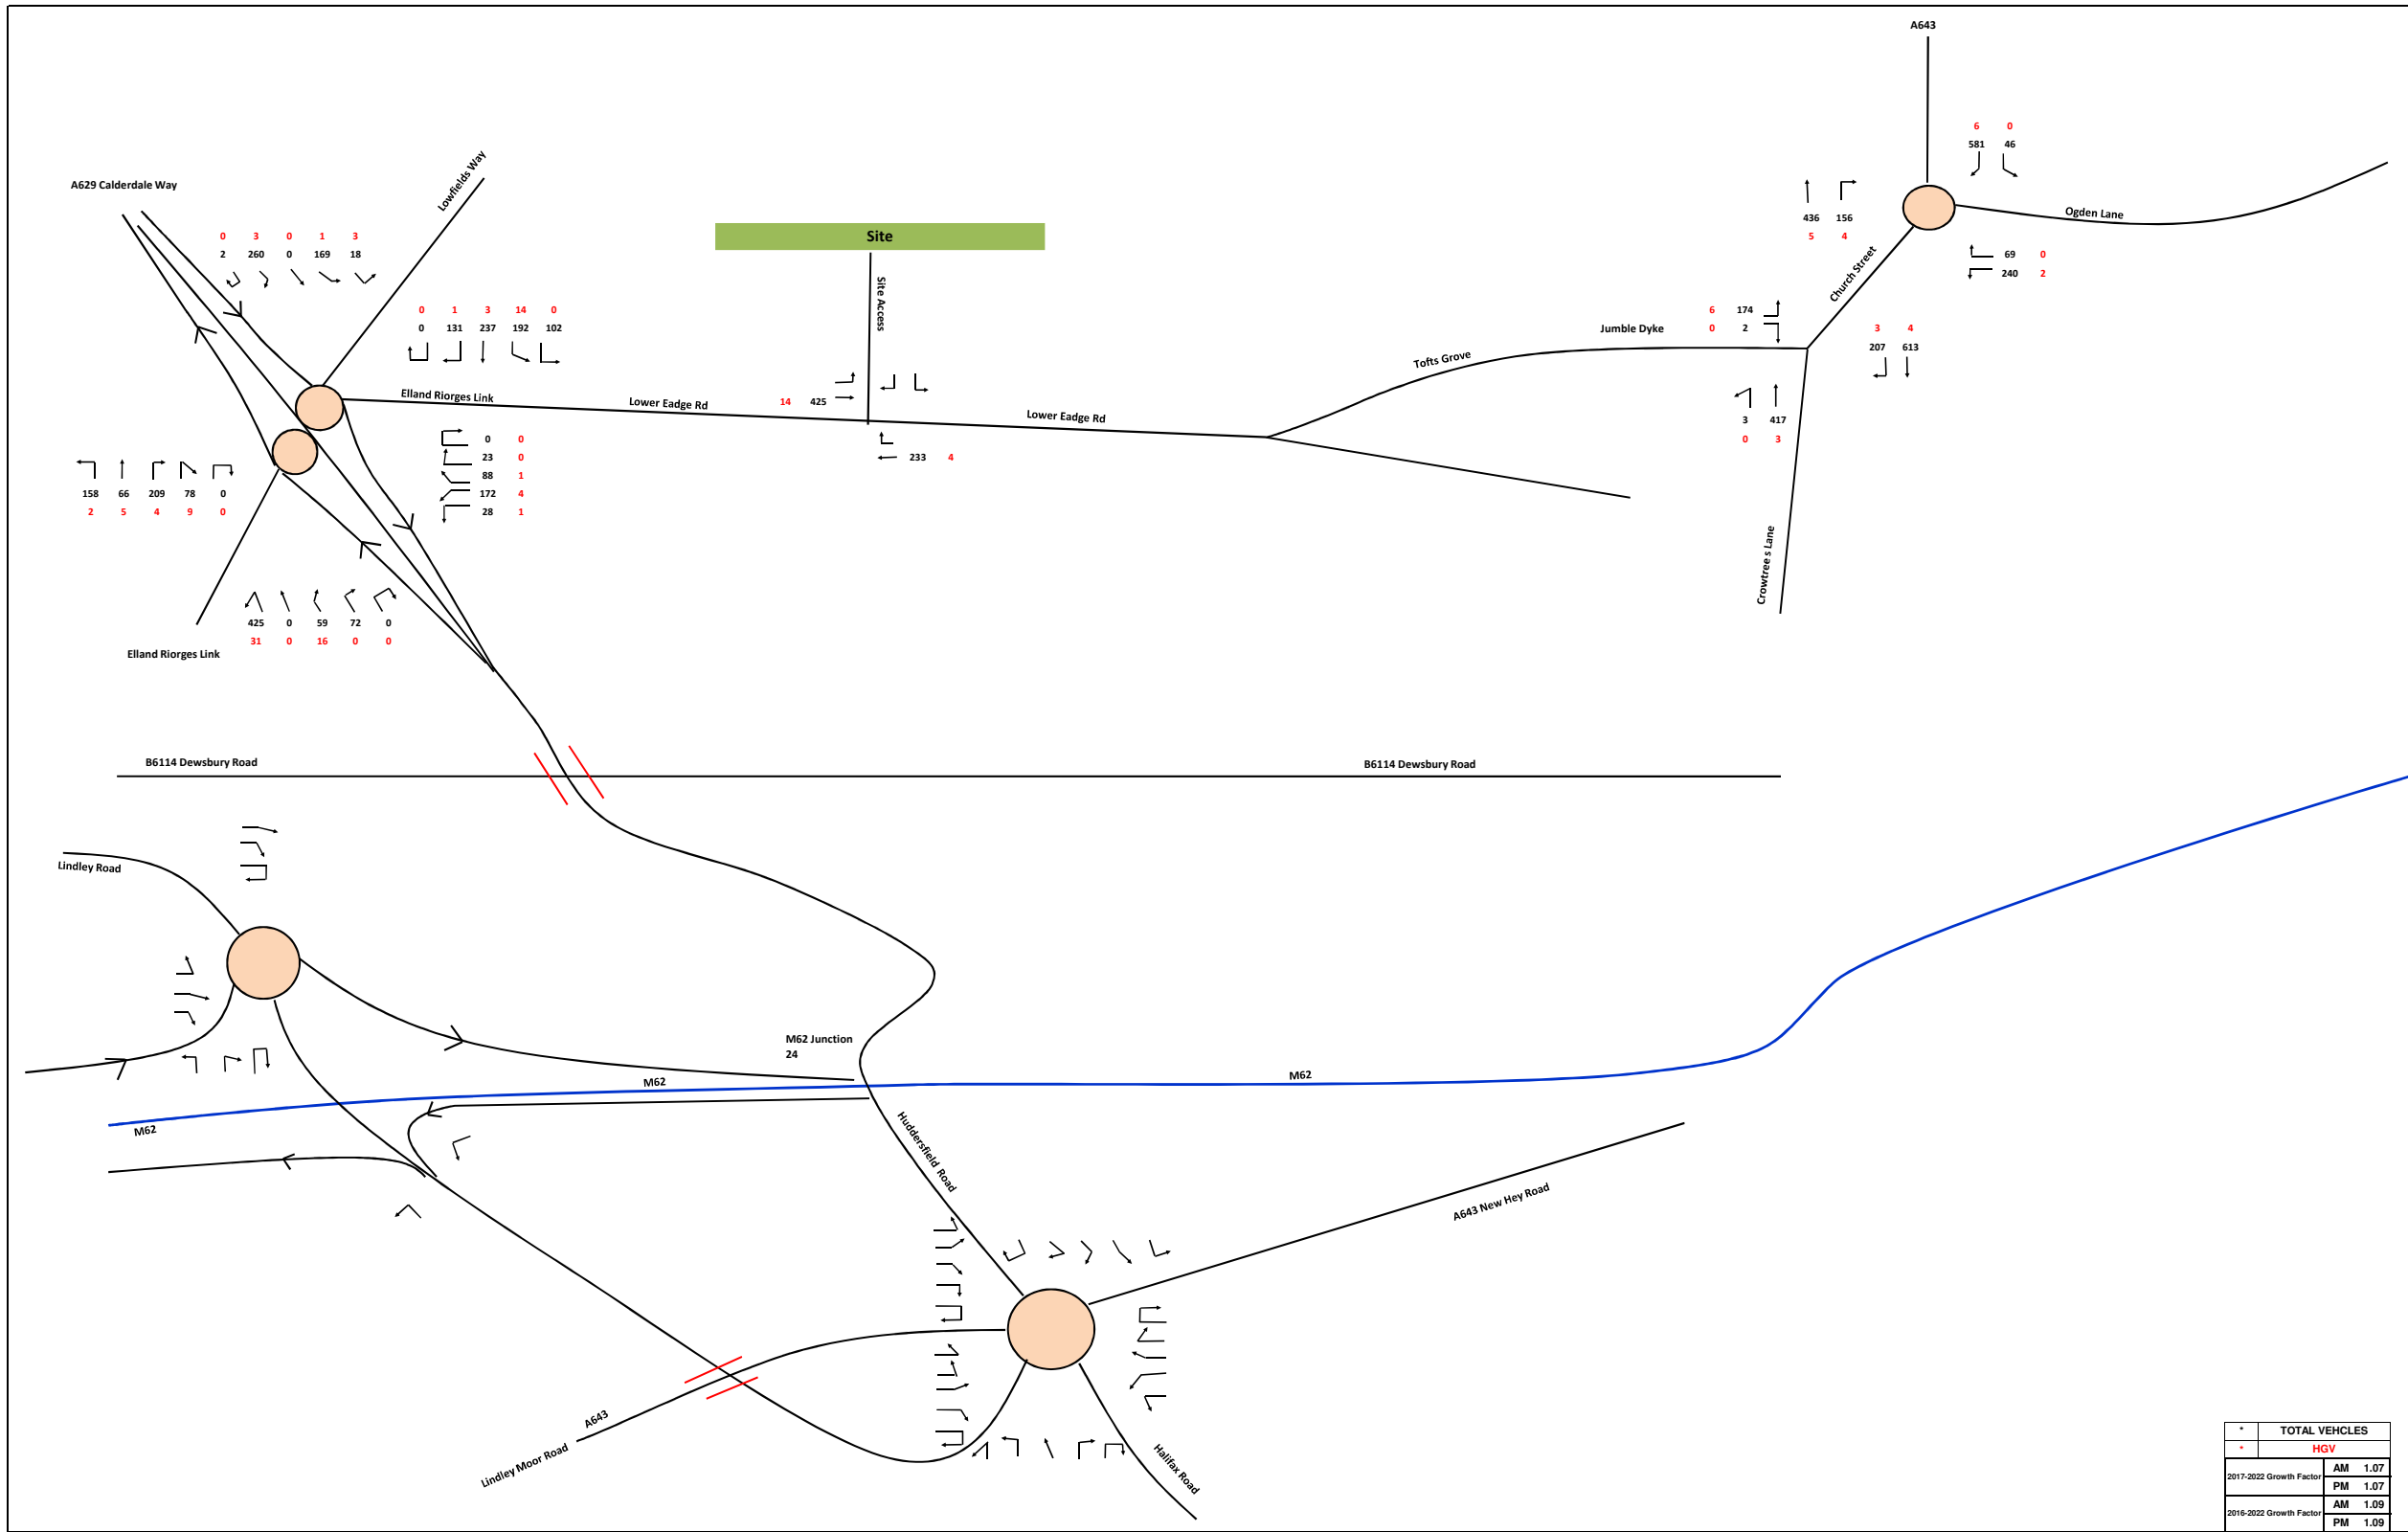 A643
6 0
581 46
Lowfields Way
A629 Calderdale Way
436 156
5 4
Ogden Lane
0 3 0 1 3
2 260 0 169 18
Site
69 0
240 2
Church Street
Site Access
0 1 3 14 0
0 131 237 192 102
6 174
0 2
Jumble Dyke
3 4
207 613
Tofts Grove
Elland Riorges Link
Lower Eadge Rd
14 425
Lower Eadge Rd
3 417
0 3
0 0
23 0
88 1
172 4
28 1
233 4
158 66 209 78 0
2 5 4 9 0
Crowtree s Lane
425 0 59 72 0
31 0 16 0 0
Elland Riorges Link
B6114 Dewsbury Road
B6114 Dewsbury Road
Lindley Road
M62 Junction
24
M62
M62
M62
Huddersfield Road
A643 New Hey Road
A643
Lindley Moor Road
Halifax Road
* TOTAL VEHCLES
* HGV
2017-2022 Growth Factor AM 1.07
PM 1.07
2016-2022 Growth Factor AM 1.09
PM 1.09